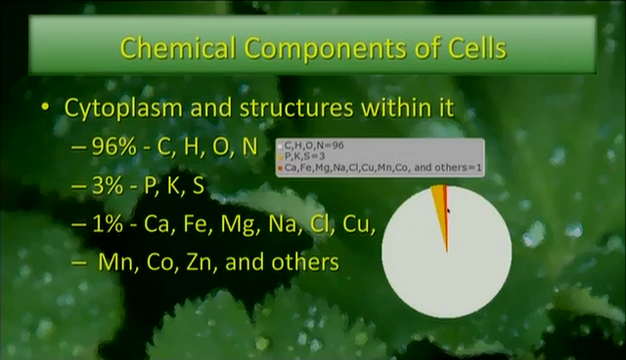 Chemical Components of Cells
• Cytoplasm and structures within it
– 96% - C, H, O, N
C,H,O,N=96
P,K,S=3
Ca,Fe,Mg,Na,Cl,Cu,Mn,Co, and others=1
– 3% - P, K, S
– 1% - Ca, Fe, Mg, Na, Cl, Cu,
– Mn, Co, Zn, and others